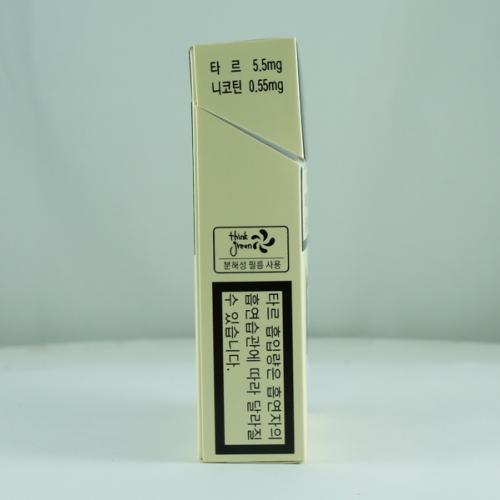 타 르 5.5mg
니코틴 0.55mg
think
green
분해성 필름 사용
타르 흡입량은 흡연자의
흡연습관에 따라 달라질
수 있습니다.